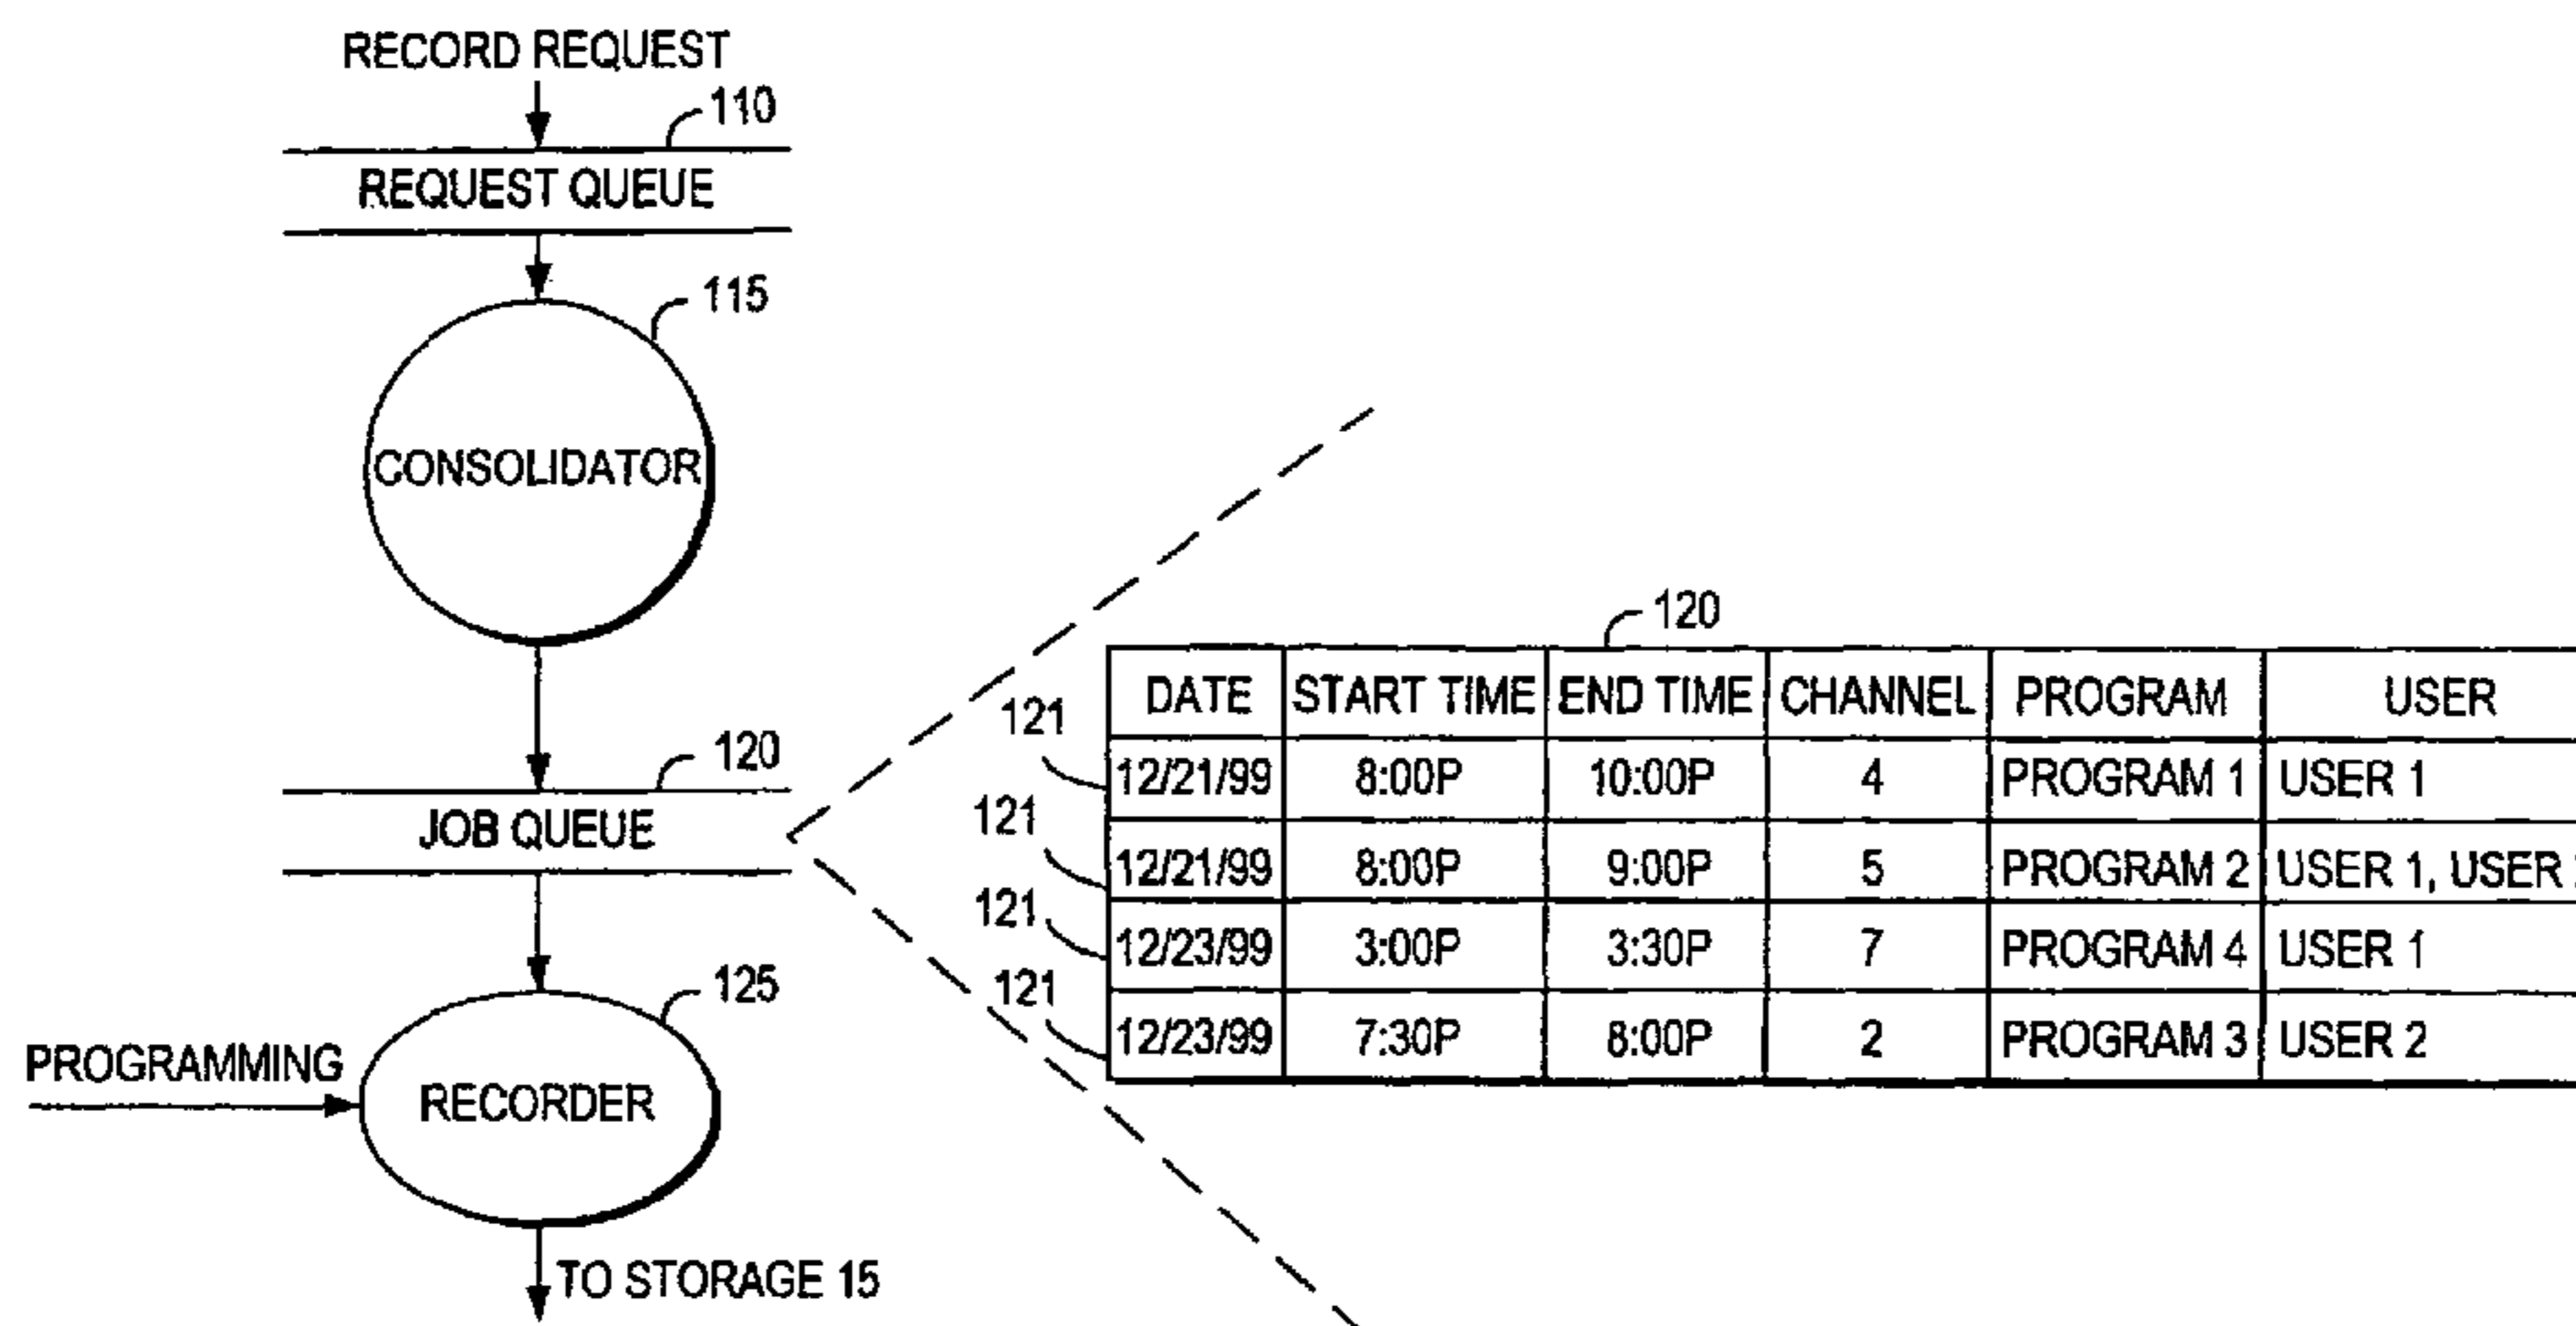 RECORD REQUEST
110
REQUEST QUEUE
115
CONSOLIDATOR
120
JOB QUEUE
125
PROGRAMMING
RECORDER
TO STORAGE 15
120
DATE START TIME END TIME CHANNEL PROGRAM USER
121 12/21/99 8:00P 10:00P 4 PROGRAM 1 USER 1
121 12/21/99 8:00P 9:00P 5 PROGRAM 2 USER 1, USER
121 12/23/99 3:00P 3:30P 7 PROGRAM 4 USER 1
121 12/23/99 7:30P 8:00P 2 PROGRAM 3 USER 2